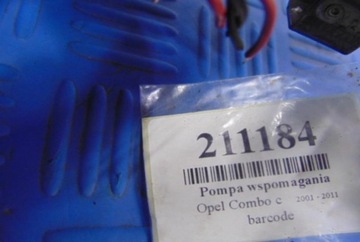 211184
Pompa wspomagania
Opel Combo c 2001 - 2011
barcode